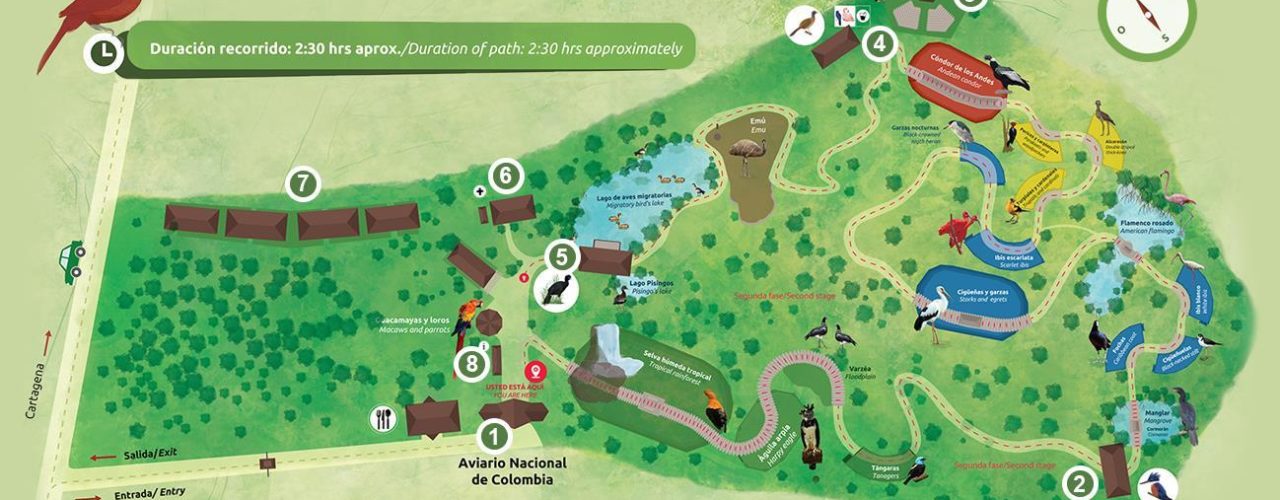 Duración recorrido: 2:30 hrs aprox./Duration of path: 2:30 hrs approximately
4
O
S
Cóndor de los Andes
Andean condor
Garzas nocturnas
Black-crowned
night heron
Emú
Emu
7
6
Lago de aves migratorias
Migratory bird's lake
Flamenco rosado
American flamingo
Ibis escarlata
Scarlet ibis
5
Lago Pisingos
Pisingo's lake
Segunda fase/Second stage
Cigüeñas y garzas
Storks and egrets
Ibis blanco
White ibis
uacamayas y loros
Macaws and parrots
8
i
Selva húmeda tropical
Tropical rainforest
Varzéa
Floodplain
Cigüeñuelas
Cartagena
USTED ESTÁ AQUÍ
YOU ARE HERE
Águila arpía
Harpy eagle
Manglar
Mangrove
Cormorán
Cormoran
1
Tángaras
Tanagers
Segunda fase/Second stage
2
Salida/Exit
Aviario Nacional
de Colombia
Entrada/ Entry